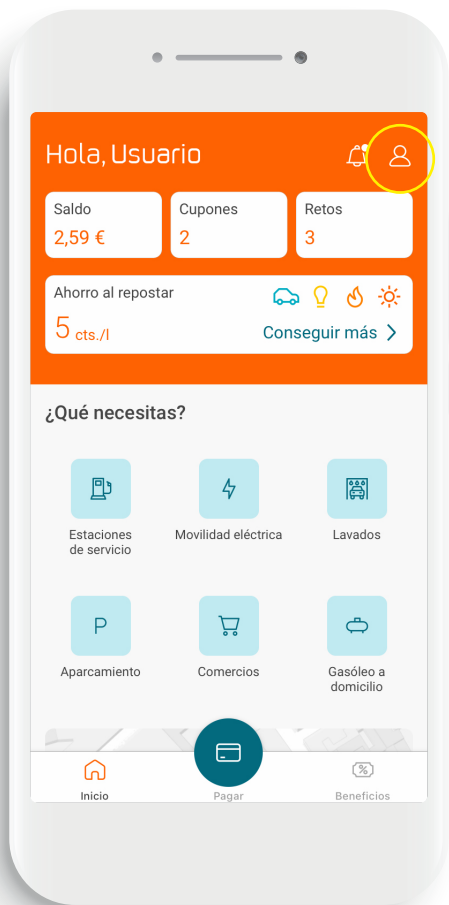 Hola, Usuario
Saldo
2,59 €
Cupones
2
Retos
3
Ahorro al repostar
5 cts./l
Conseguir más
¿Qué necesitas?
Estaciones
de servicio
Movilidad eléctrica
Lavados
P
Aparcamiento
Comercios
Gasóleo a
domicilio
%
Inicio
Pagar
Beneficios